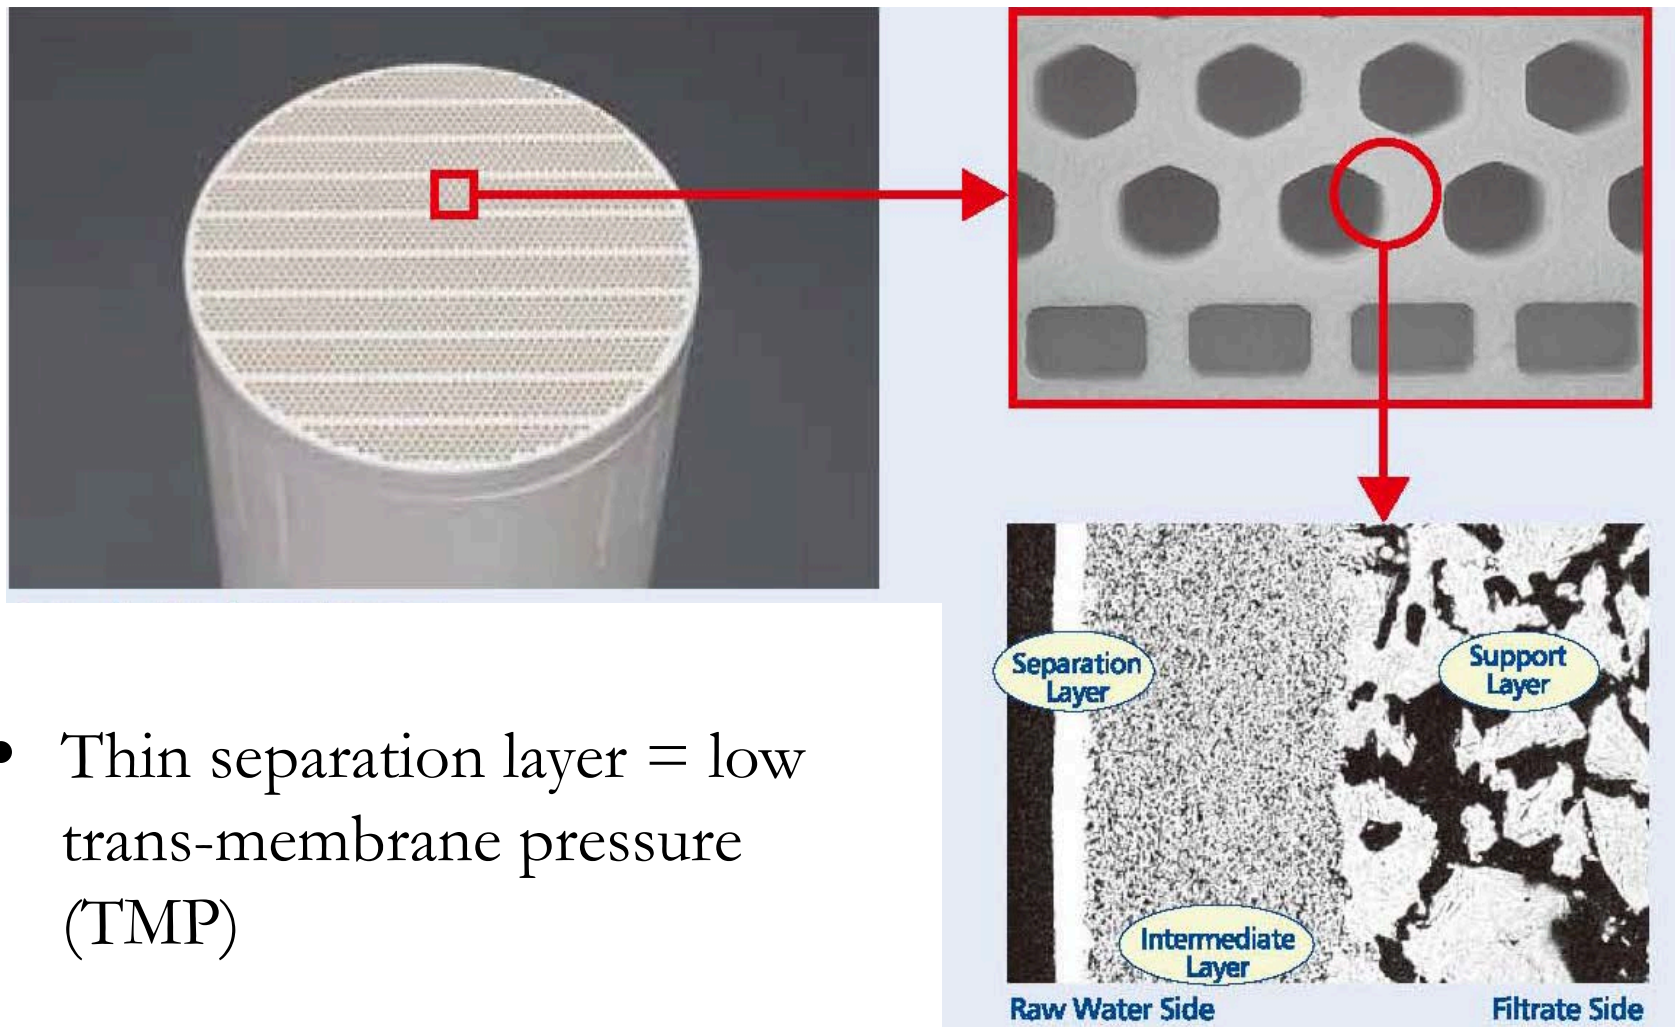 Separation
Layer
Support
Layer
Intermediate
Layer
Raw Water Side
Filtrate Side
• Thin separation layer = low
trans-membrane pressure
(TMP)